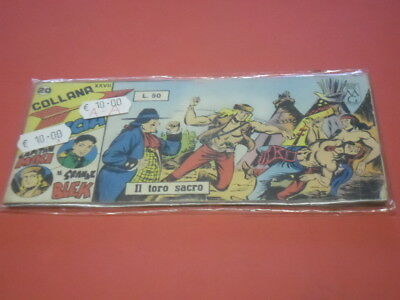 20
COLLANA
XXVII
€ 10-00
L. 50
€ 10-00
IL GRANDE
BLEK
Il toro sacro